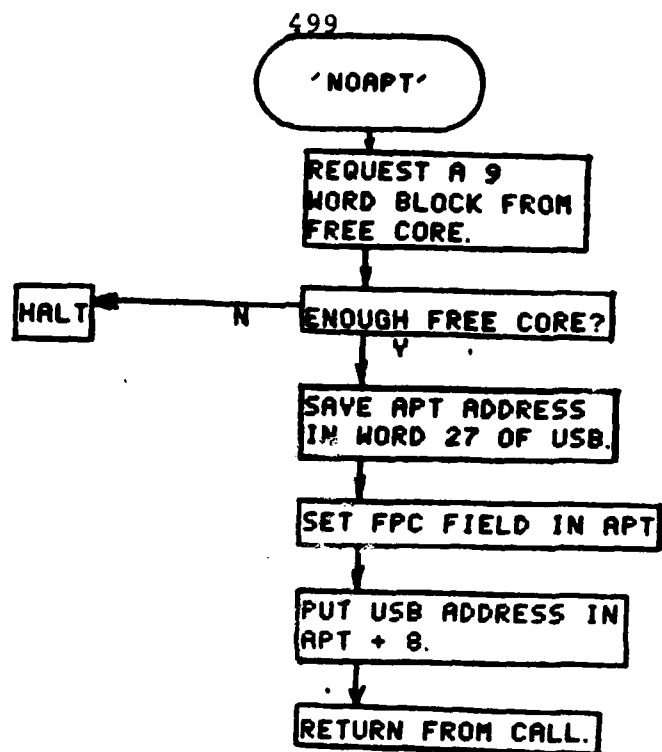 499
'NOAPT'
REQUEST A 9
WORD BLOCK FROM
FREE CORE.
HALT
N
ENOUGH FREE CORE?
Y
SAVE APT ADDRESS
IN WORD 27 OF USB.
SET FPC FIELD IN APT
PUT USB ADDRESS IN
APT + 8.
RETURN FROM CALL.